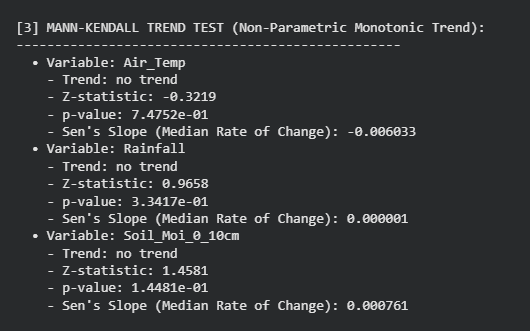 [3] MANN-KENDALL TREND TEST (Non-Parametric Monotonic Trend):
--------------------------------------------------
• Variable: Air_Temp
- Trend: no trend
- Z-statistic: -0.3219
- p-value: 7.4752e-01
- Sen's Slope (Median Rate of Change): -0.006033
• Variable: Rainfall
- Trend: no trend
- Z-statistic: 0.9658
- p-value: 3.3417e-01
- Sen's Slope (Median Rate of Change): 0.000001
• Variable: Soil_Moi_0_10cm
- Trend: no trend
- Z-statistic: 1.4581
- p-value: 1.4481e-01
- Sen's Slope (Median Rate of Change): 0.000761